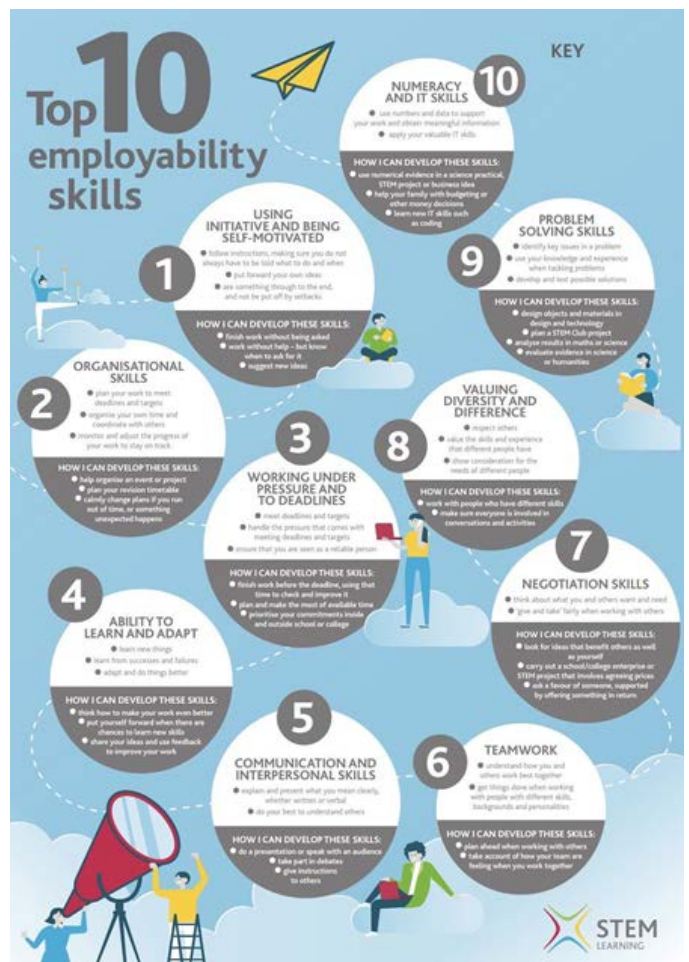 Top 10
employability
skills
KEY
1
USING
INITIATIVE AND BEING
SELF-MOTIVATED
● follow instructions, making sure you do not
always have to be told what to do and when
● put forward your own ideas
● see something through to the end,
and not be put off by setbacks
HOW I CAN DEVELOP THESE SKILLS:
● finish work without being asked
● work without help – but know
when to ask for it
● suggest new ideas
2
ORGANISATIONAL
SKILLS
● plan your work to meet
deadlines and targets
● organise your own time and
coordinate with others
● monitor and adjust the progress of
your work to stay on track
HOW I CAN DEVELOP THESE SKILLS:
● help organise an event or project
● plan your revision timetable
● calmly change plans if you run
out of time, or something
unexpected happens
3
WORKING UNDER
PRESSURE AND
TO DEADLINES
● meet deadlines and targets
● handle the pressure that comes with
meeting deadlines and targets
● ensure that you are seen as a reliable person
HOW I CAN DEVELOP THESE SKILLS:
● finish work before the deadline, using that
time to check and improve it
● plan and make the most of available time
● prioritise your commitments inside
and outside school or college
4
ABILITY TO
LEARN AND ADAPT
● learn new things
● learn from successes and failures
● adapt and do things better
HOW I CAN DEVELOP THESE SKILLS:
● think how to make your work even better
● put yourself forward when there are
chances to learn new skills
● share your ideas and use feedback
to improve your work
5
COMMUNICATION AND
INTERPERSONAL SKILLS
● explain and present what you mean clearly,
whether written or verbal
● do your best to understand others
HOW I CAN DEVELOP THESE SKILLS:
● do a presentation or speak with an audience
● take part in debates
● give instructions
to others
6
TEAMWORK
● understand how you and
others work best together
● get things done when working
with people with different skills,
backgrounds and personalities
HOW I CAN DEVELOP THESE SKILLS:
● plan ahead when working with others
● take account of how your team are
feeling when you work together
7
NEGOTIATION SKILLS
● think about what you and others want and need
● 'give and take' fairly when working with others
HOW I CAN DEVELOP THESE SKILLS:
● look for ideas that benefit others as well
as yourself
● carry out a school/college enterprise or
STEM project that involves agreeing prices
● ask a favour of someone, supported
by offering something in return
8
VALUING
DIVERSITY AND
DIFFERENCE
● respect others
● value the skills and experience
that different people have
● show consideration for the
needs of different people
HOW I CAN DEVELOP THESE SKILLS:
● work with people who have different skills
● make sure everyone is involved in
conversations and activities
9
PROBLEM
SOLVING SKILLS
● identify key issues in a problem
● use your knowledge and experience
when tackling problems
● develop and test possible solutions
HOW I CAN DEVELOP THESE SKILLS:
● design objects and materials in
design and technology
● plan a STEM Club project
● analyse results in maths or science
● evaluate evidence in science
or humanities
10
NUMERACY
AND IT SKILLS
● use numbers and data to support
your work and obtain meaningful information
● apply your valuable IT skills
HOW I CAN DEVELOP THESE SKILLS:
● use numerical evidence in a science practical,
STEM project or business idea
● help your family with budgeting or
other money decisions
● learn new IT skills such
as coding
STEM
LEARNING